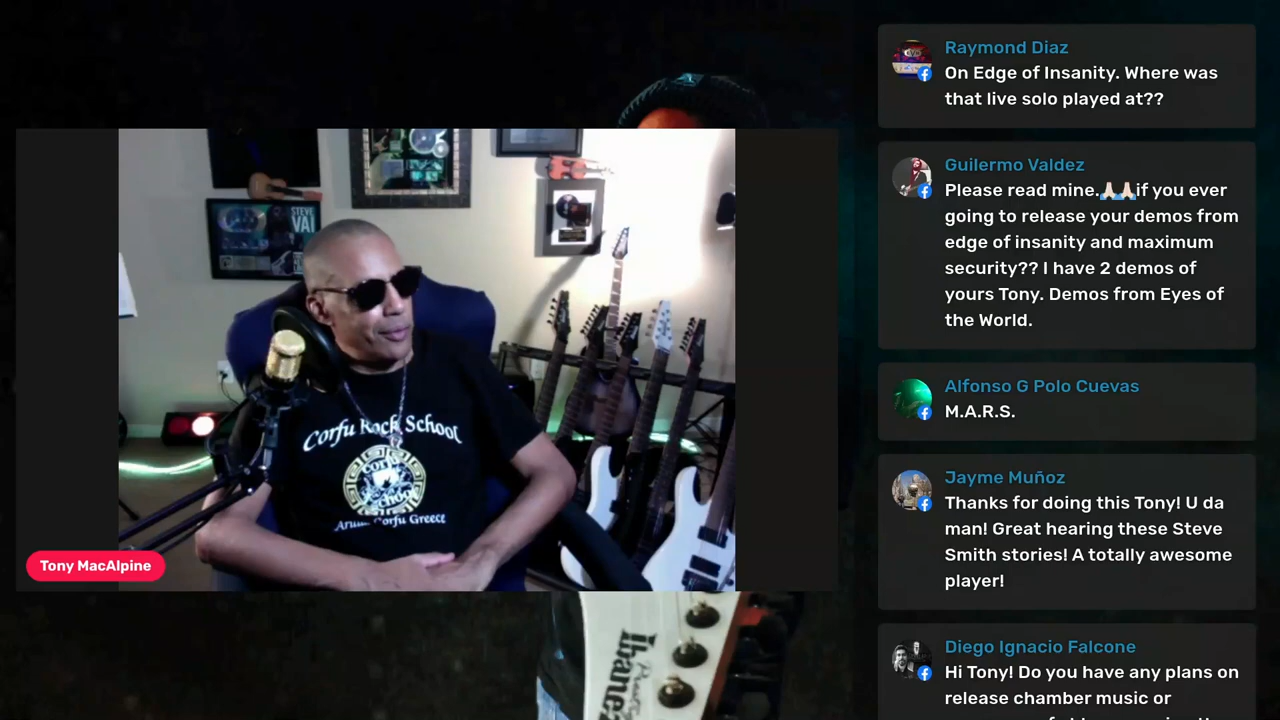 Raymond Diaz
On Edge of Insanity. Where was
that live solo played at??
Guilermo Valdez
Please read mine.🙏🏻🙏🏻if you ever
going to release your demos from
edge of insanity and maximum
security?? I have 2 demos of
yours Tony. Demos from Eyes of
the World.
Alfonso G Polo Cuevas
M.A.R.S.
Jayme Muñoz
Thanks for doing this Tony! U da
man! Great hearing these Steve
Smith stories! A totally awesome
player!
Diego Ignacio Falcone
Hi Tony! Do you have any plans on
release chamber music or
STEVE
VAI
Corfu Rock School
Corfu
School
Corfu Greece
Tony MacAlpine
Ibanez